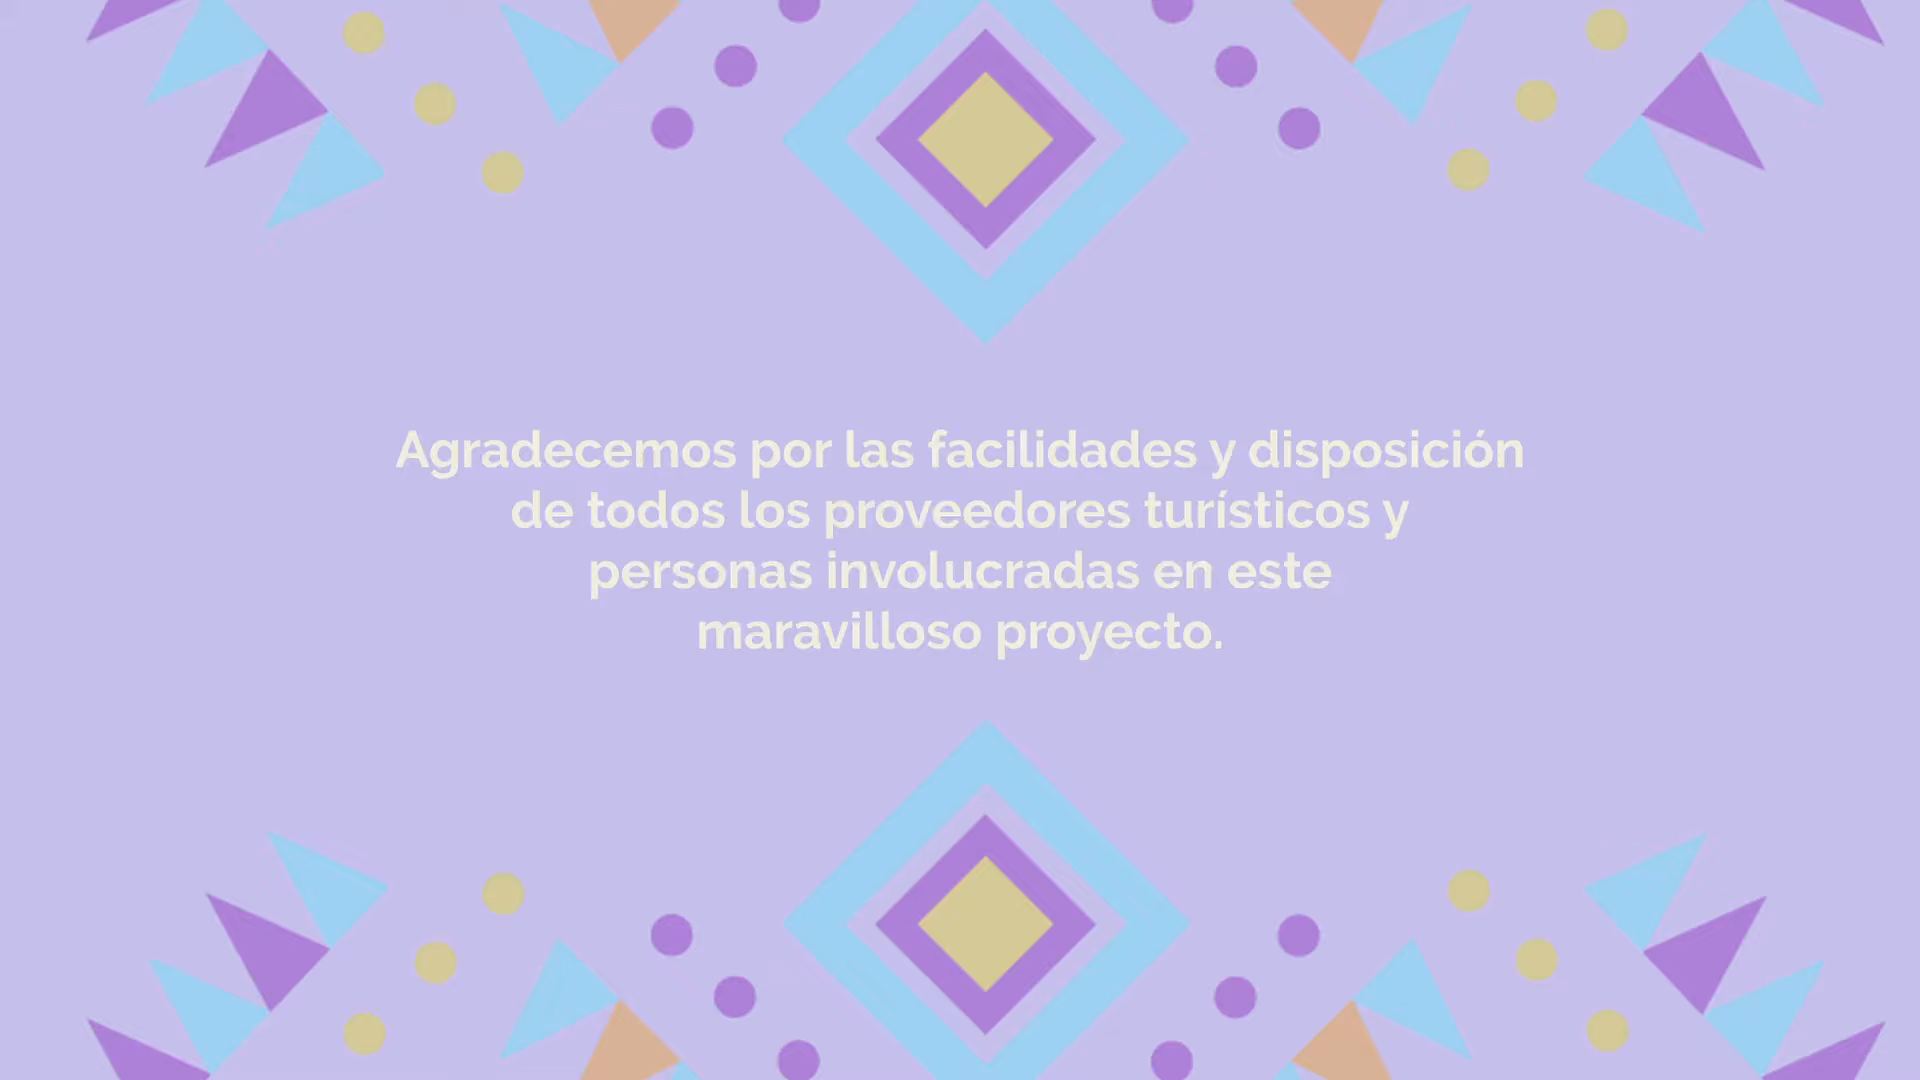 Agradecemos por las facilidades y disposición
de todos los proveedores turísticos y
personas involucradas en este
maravilloso proyecto.